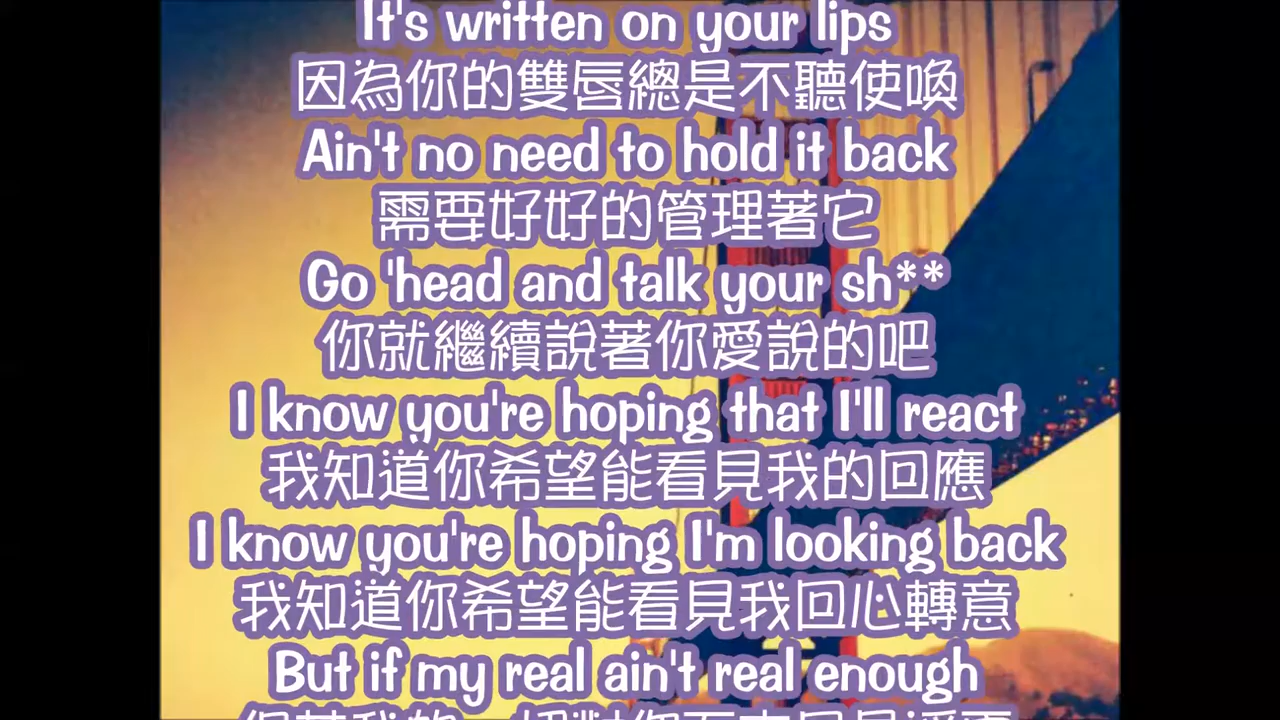 It's written on your lips
因為你的雙唇總是不聽使喚
Ain't no need to hold it back
需要好好的管理著它
Go 'head and talk your sh**
你就繼續說著你愛說的吧
I know you're hoping that I'll react
我知道你希望能看見我的回應
I know you're hoping I'm looking back
我知道你希望能看見我回心轉意
But if my real ain't real enough